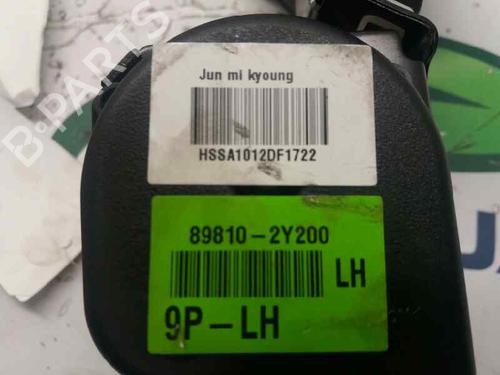 B-Parts
Jun mi kyoung
HSSA1012DF1722
89810-2Y200
LH
9P-LH